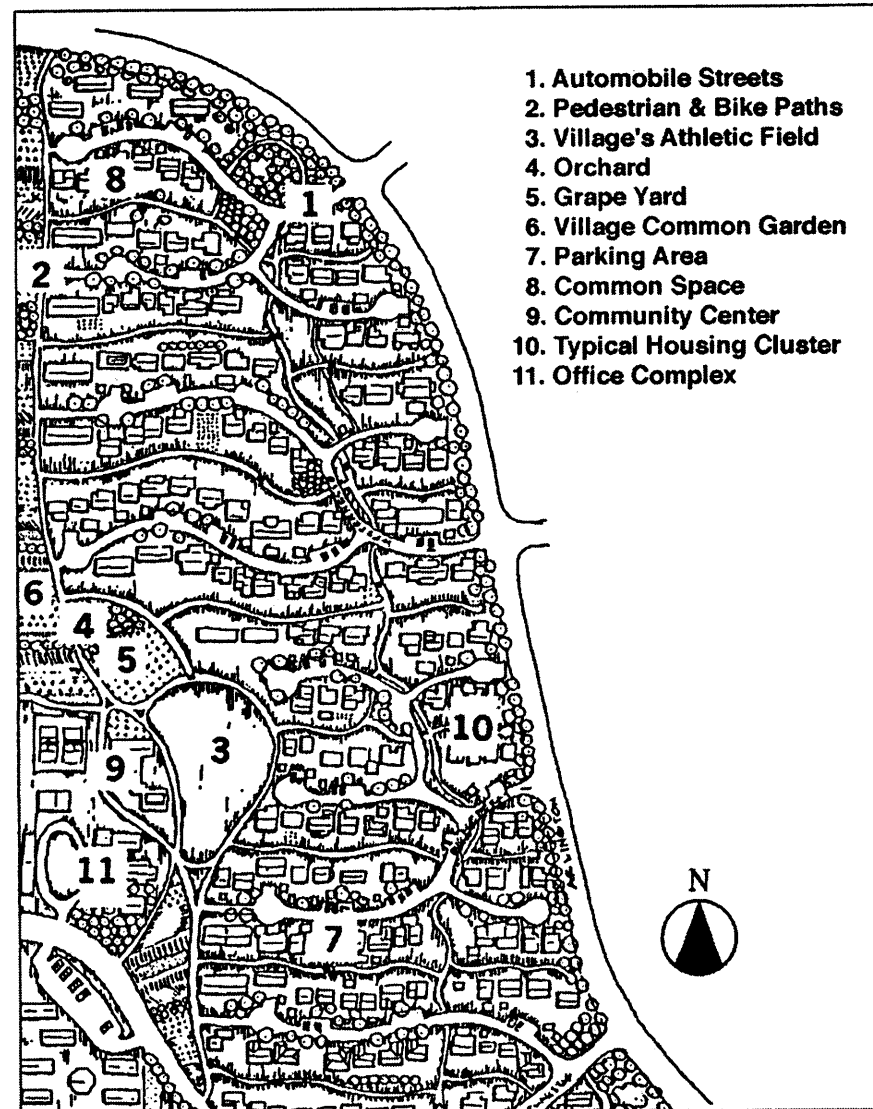 1. Automobile Streets
2. Pedestrian & Bike Paths
3. Village's Athletic Field
4. Orchard
5. Grape Yard
6. Village Common Garden
7. Parking Area
8. Common Space
9. Community Center
10. Typical Housing Cluster
11. Office Complex
8
1
2
6
4
5
3
10
9
11
7
N